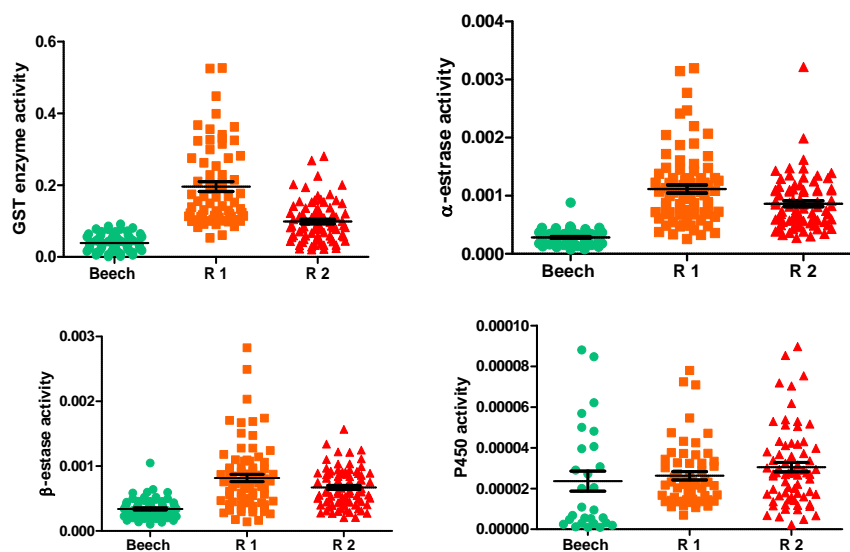 GST enzyme activity
0.6
0.4
0.2
0.0
Beech R 1 R 2
α-estrase activity
0.004
0.003
0.002
0.001
0.000
Beech R 1 R 2
β-estase activity
0.003
0.002
0.001
0.000
Beech R 1 R 2
P450 activity
0.00010
0.00008
0.00006
0.00004
0.00002
0.00000
Beech R 1 R 2